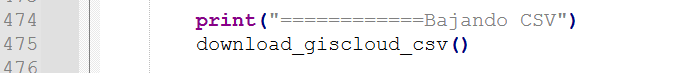 474 print("============Bajando CSV")
475 download_giscloud_csv()
476